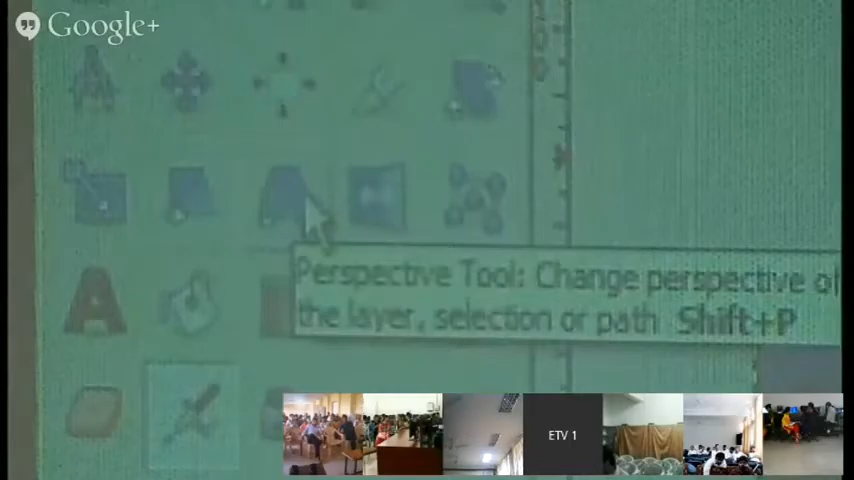 Google+
Perspective Tool: Change perspective of
the layer, selection or path Shift+P
ETV 1